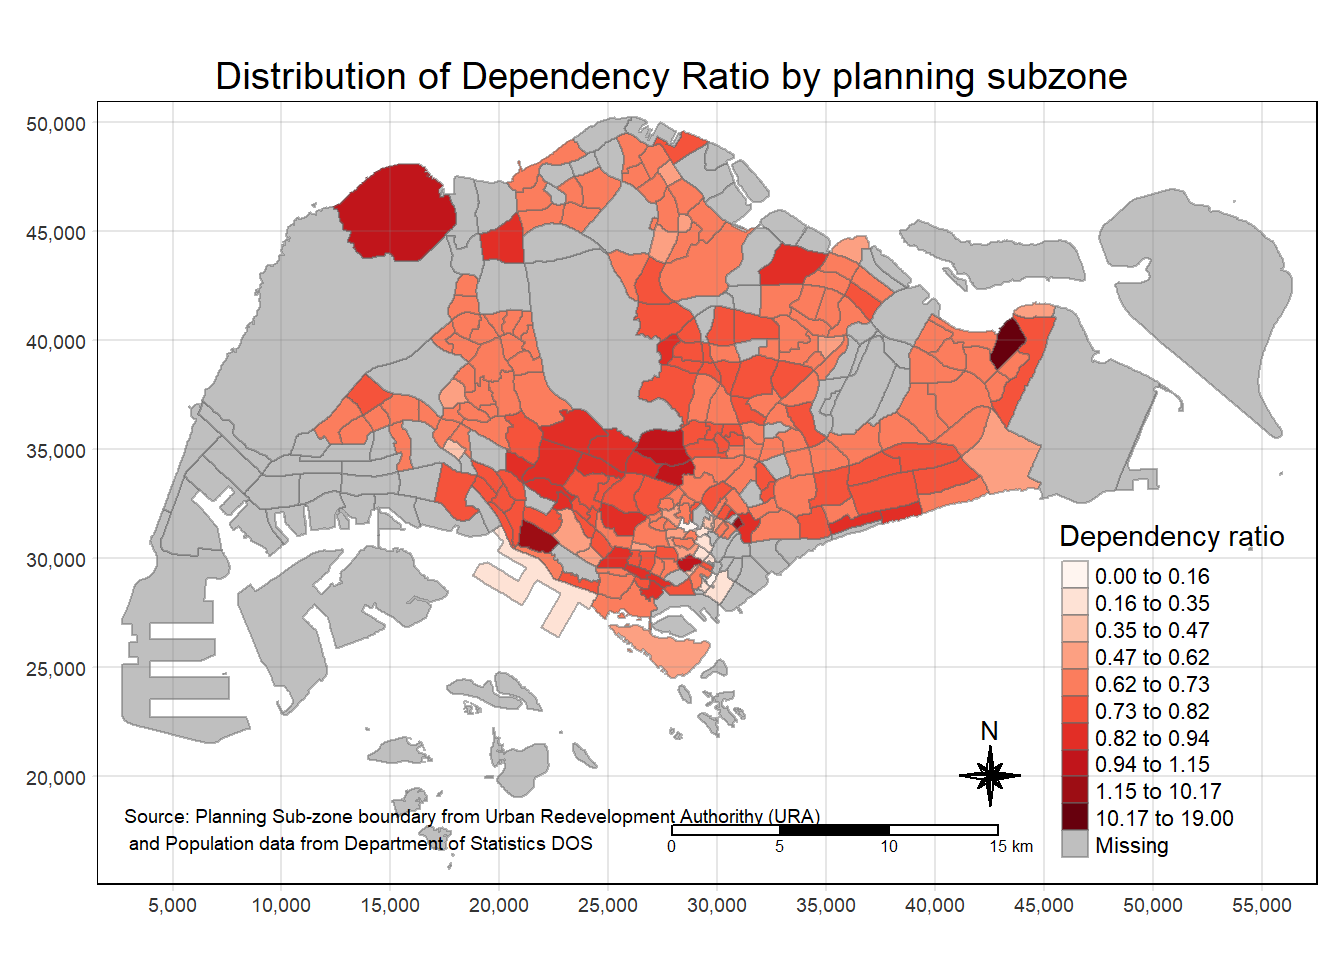 Distribution of Dependency Ratio by planning subzone
50,000
45,000
40,000
35,000
30,000
25,000
20,000
Dependency ratio
0.00 to 0.16
0.16 to 0.35
0.35 to 0.47
0.47 to 0.62
0.62 to 0.73
0.73 to 0.82
0.82 to 0.94
0.94 to 1.15
1.15 to 10.17
10.17 to 19.00
Missing
N
Source: Planning Sub-zone boundary from Urban Redevelopment Authorithy (URA)
and Population data from Department of Statistics DOS
0 5 10 15 km
5,000 10,000 15,000 20,000 25,000 30,000 35,000 40,000 45,000 50,000 55,000